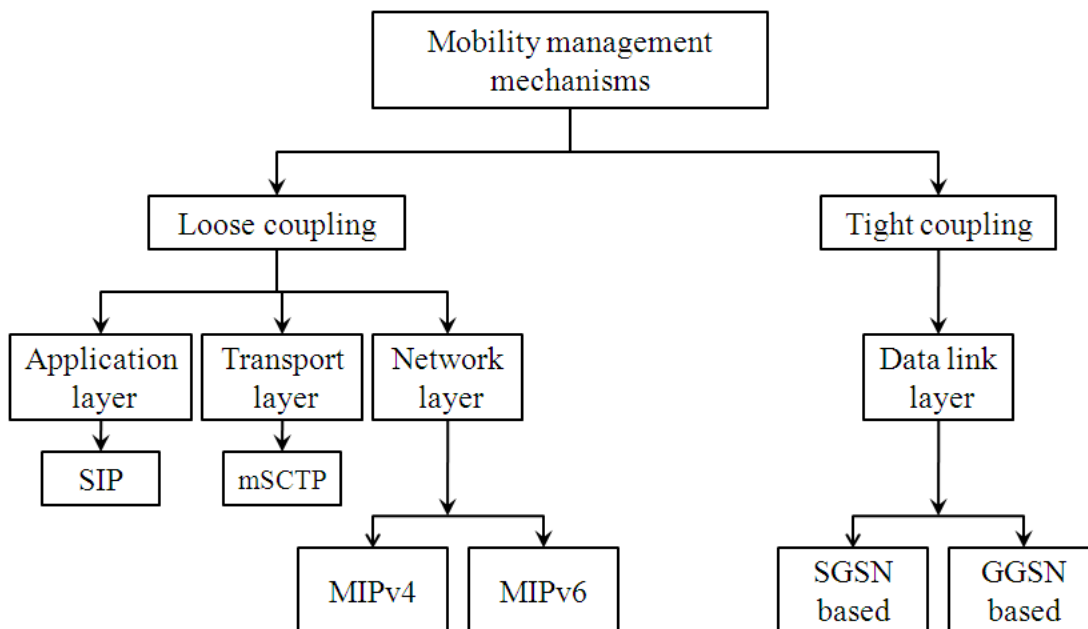 Mobility management
mechanisms
Loose coupling
Tight coupling
Application
layer
Transport
layer
Network
layer
Data link
layer
SIP
mSCTP
MIPv4
MIPv6
SGSN
based
GGSN
based